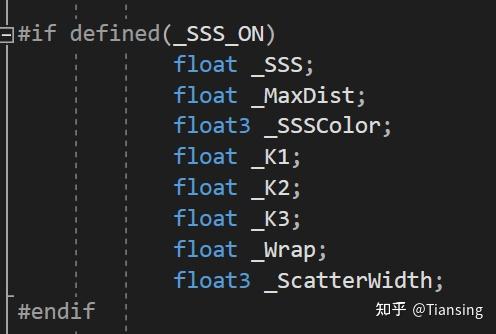 #if defined(_SSS_ON)
float _SSS;
float _MaxDist;
float3 _SSSColor;
float _K1;
float _K2;
float _K3;
float _Wrap;
float3 _ScatterWidth;
#endif
知乎 @Tiansing